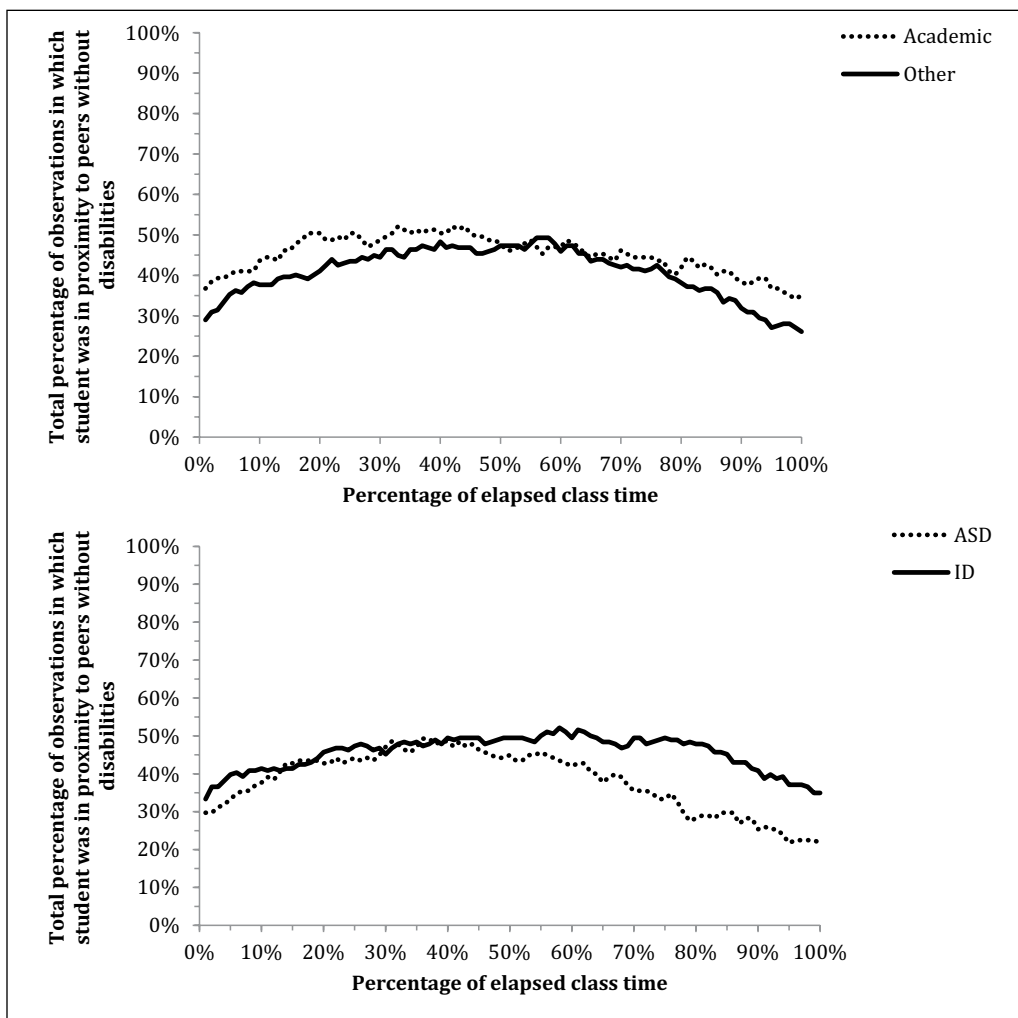 Total percentage of observations in which
student was in proximity to peers without
disabilities
100%
90%
80%
70%
60%
50%
40%
30%
20%
10%
0%
0% 10% 20% 30% 40% 50% 60% 70% 80% 90% 100%
Percentage of elapsed class time
Academic
Other
Total percentage of observations in which
student was in proximity to peers without
disabilities
100%
90%
80%
70%
60%
50%
40%
30%
20%
10%
0%
0% 10% 20% 30% 40% 50% 60% 70% 80% 90% 100%
Percentage of elapsed class time
ASD
ID